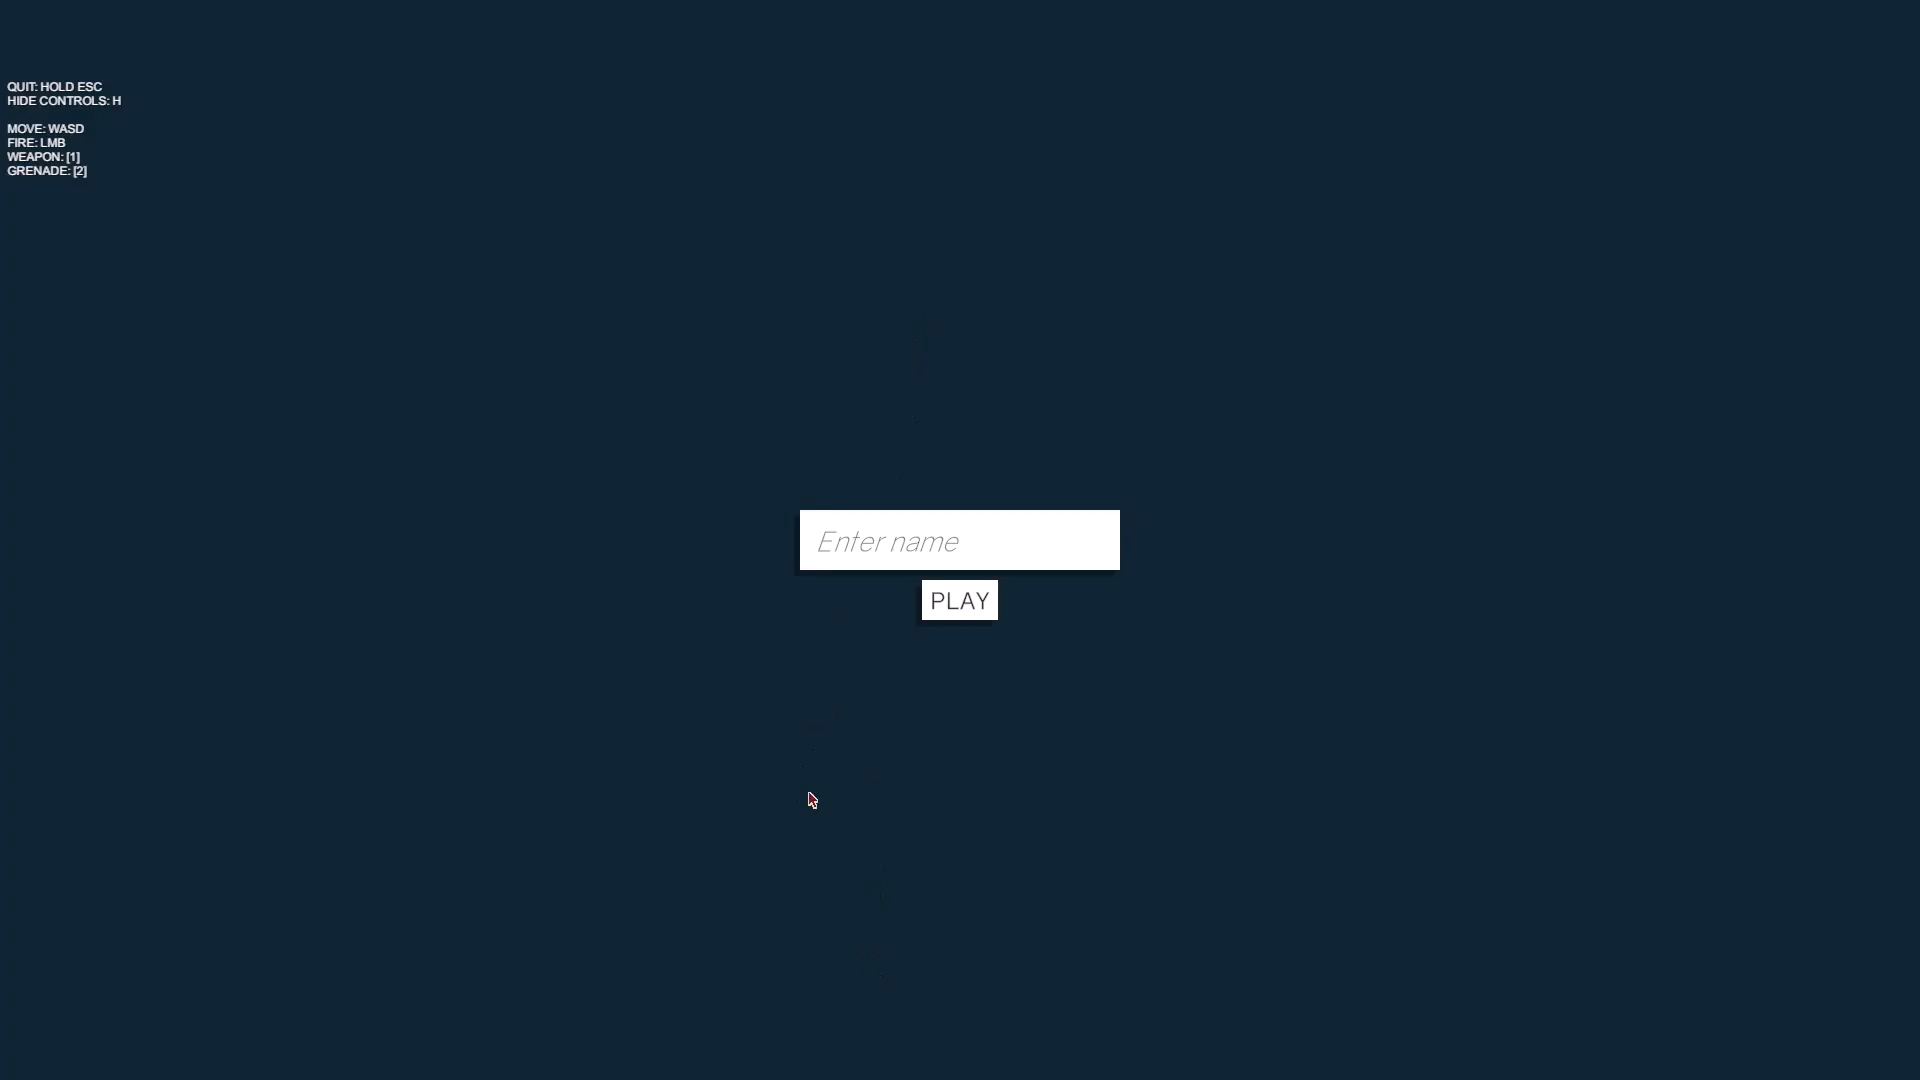 QUIT: HOLD ESC
HIDE CONTROLS: H
MOVE: WASD
FIRE: LMB
WEAPON: [1]
GRENADE: [2]
Enter name
PLAY